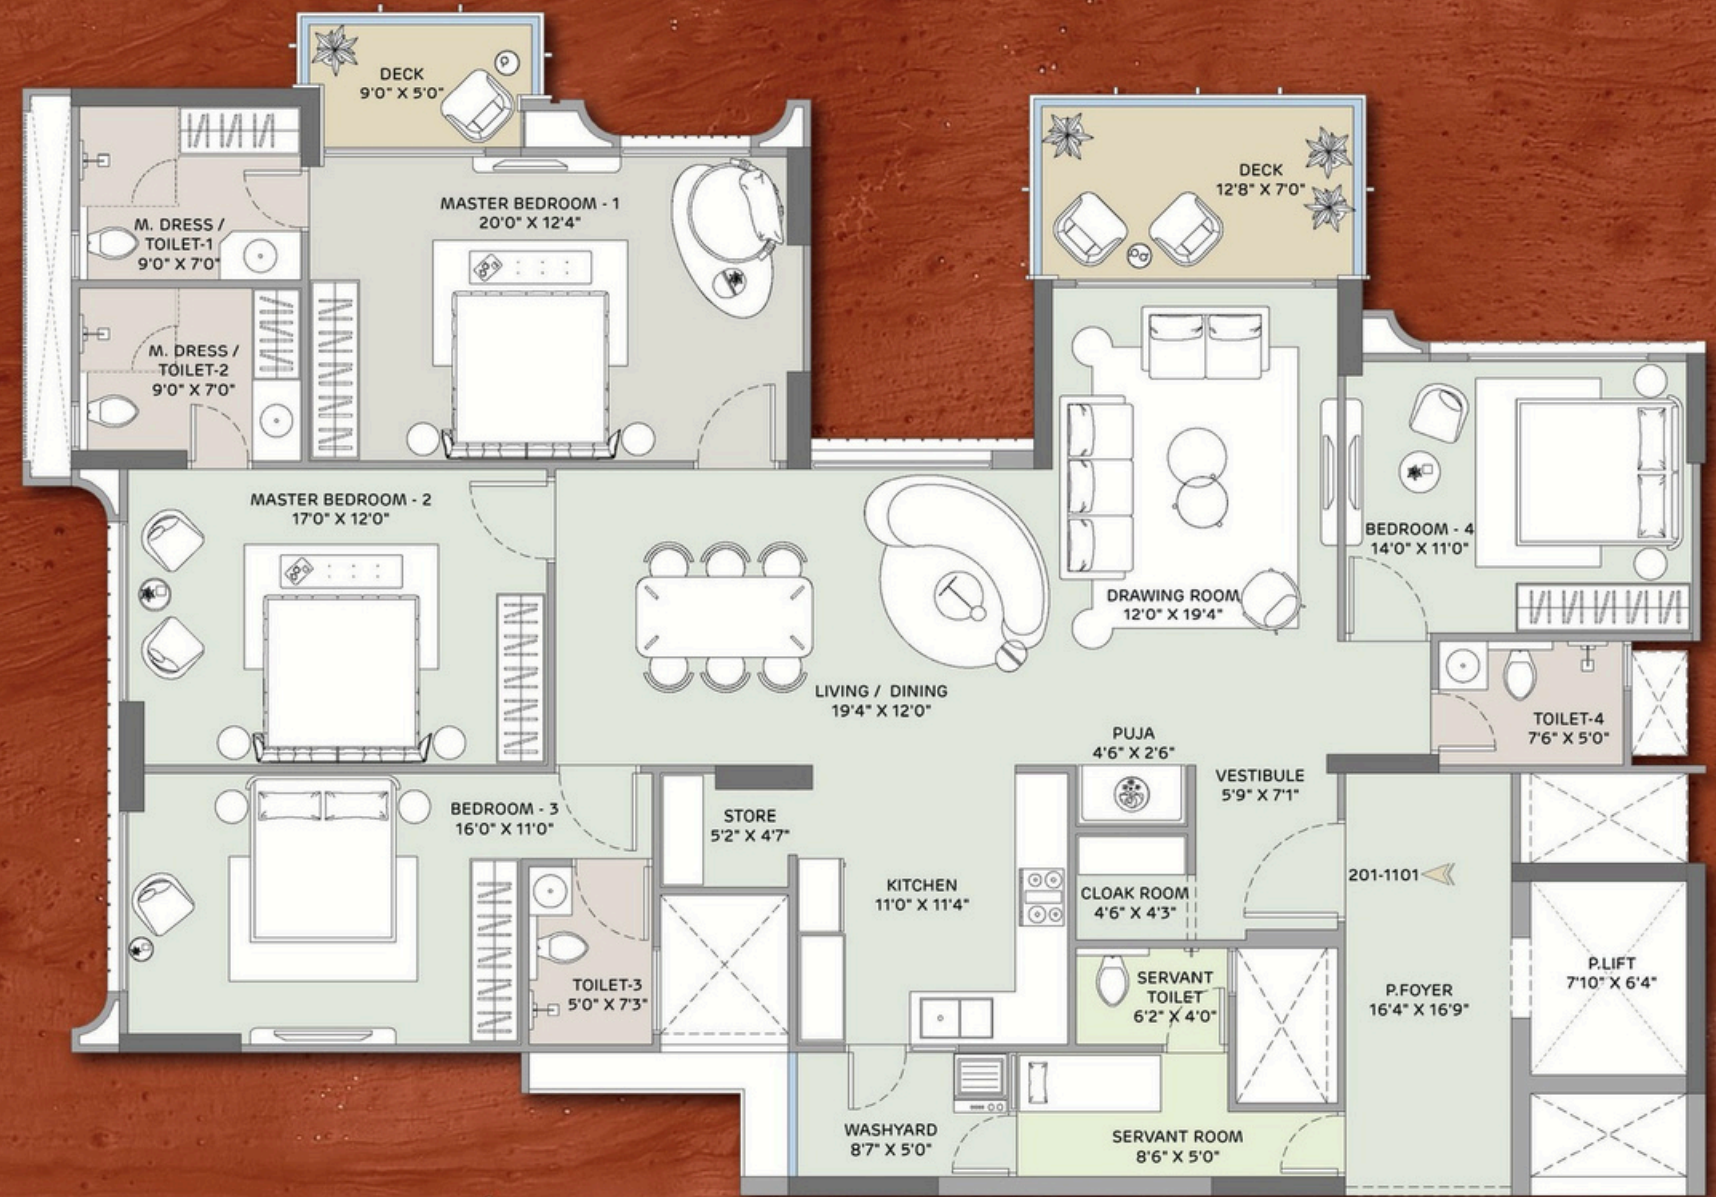 DECK
9'0" X 5'0"
DECK
12'8" X 7'0"
MASTER BEDROOM - 1
20'0" X 12'4"
M. DRESS /
TOILET-1
9'0" X 7'0"
M. DRESS /
TOILET-2
9'0" X 7'0"
MASTER BEDROOM - 2
17'0" X 12'0"
BEDROOM - 4
14'0" X 11'0"
DRAWING ROOM
12'0" X 19'4"
LIVING / DINING
19'4" X 12'0"
TOILET-4
7'6" X 5'0"
PUJA
4'6" X 2'6"
VESTIBULE
5'9" X 7'1"
BEDROOM - 3
16'0" X 11'0"
STORE
5'2" X 4'7"
KITCHEN
11'0" X 11'4"
CLOAK ROOM
4'6" X 4'3"
201-1101
TOILET-3
5'0" X 7'3"
SERVANT
TOILET
6'2" X 4'0"
P.FOYER
16'4" X 16'9"
P.LIFT
7'10" X 6'4"
WASHYARD
8'7" X 5'0"
SERVANT ROOM
8'6" X 5'0"